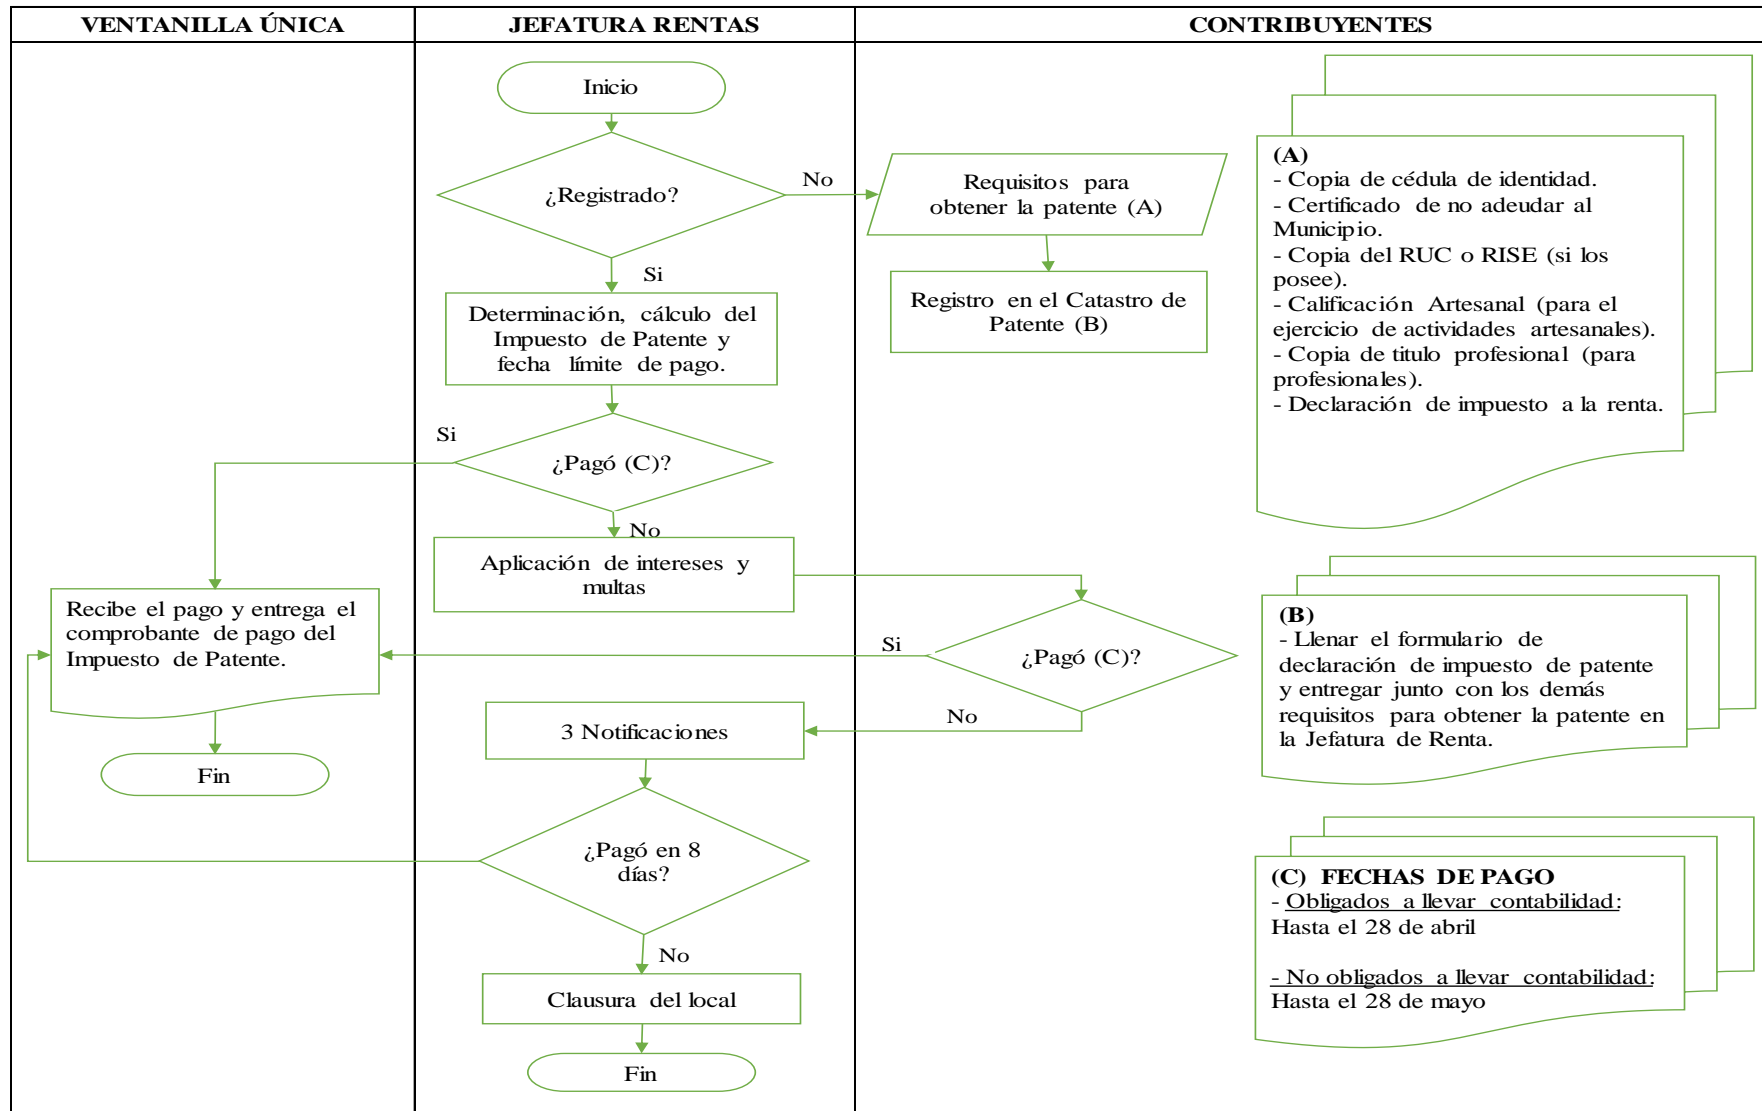 VENTANILLA ÚNICA
JEFATURA RENTAS
CONTRIBUYENTES
Inicio
¿Registrado?
No
Requisitos para
obtener la patente (A)
Registro en el Catastro de
Patente (B)
Si
Determinación, cálculo del
Impuesto de Patente y
fecha límite de pago.
Si
¿Pagó (C)?
No
Aplicación de intereses y
multas
Recibe el pago y entrega el
comprobante de pago del
Impuesto de Patente.
Fin
Si
¿Pagó (C)?
No
3 Notificaciones
¿Pagó en 8
días?
No
Clausura del local
Fin
(A)
- Copia de cédula de identidad.
- Certificado de no adeudar al
Municipio.
- Copia del RUC o RISE (si los
posee).
- Calificación Artesanal (para el
ejercicio de actividades artesanales).
- Copia de titulo profesional (para
profesionales).
- Declaración de impuesto a la renta.
(B)
- Llenar el formulario de
declaración de impuesto de patente
y entregar junto con los demás
requisitos para obtener la patente en
la Jefatura de Renta.
(C) FECHAS DE PAGO
- Obligados a llevar contabilidad:
Hasta el 28 de abril
- No obligados a llevar contabilidad:
Hasta el 28 de mayo